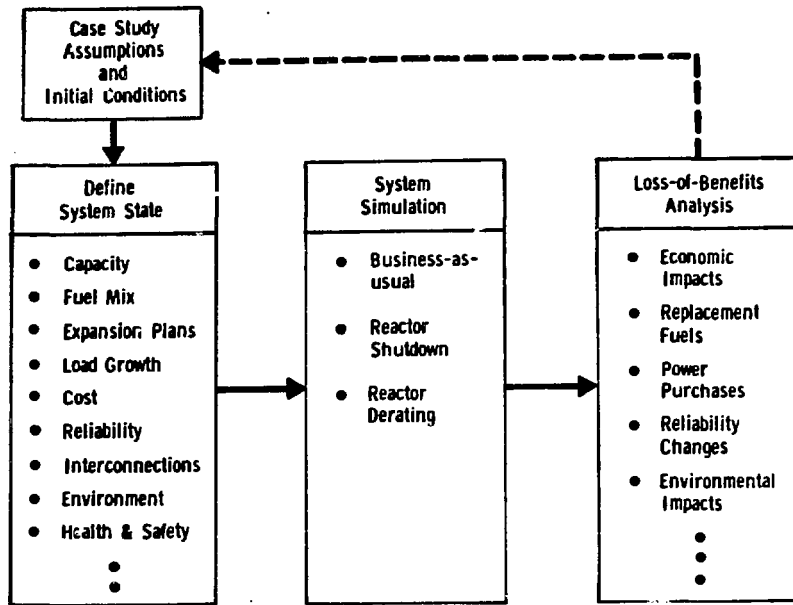 Case Study
Assumptions
and
Initial Conditions
Define
System State
• Capacity
• Fuel Mix
• Expansion Plans
• Load Growth
• Cost
• Reliability
• Interconnections
• Environment
• Health & Safety
System
Simulation
• Business-as-
usual
• Reactor
Shutdown
• Reactor
Derating
Loss-of-Benefits
Analysis
• Economic
Impacts
• Replacement
Fuels
• Power
Purchases
• Reliability
Changes
• Environmental
Impacts